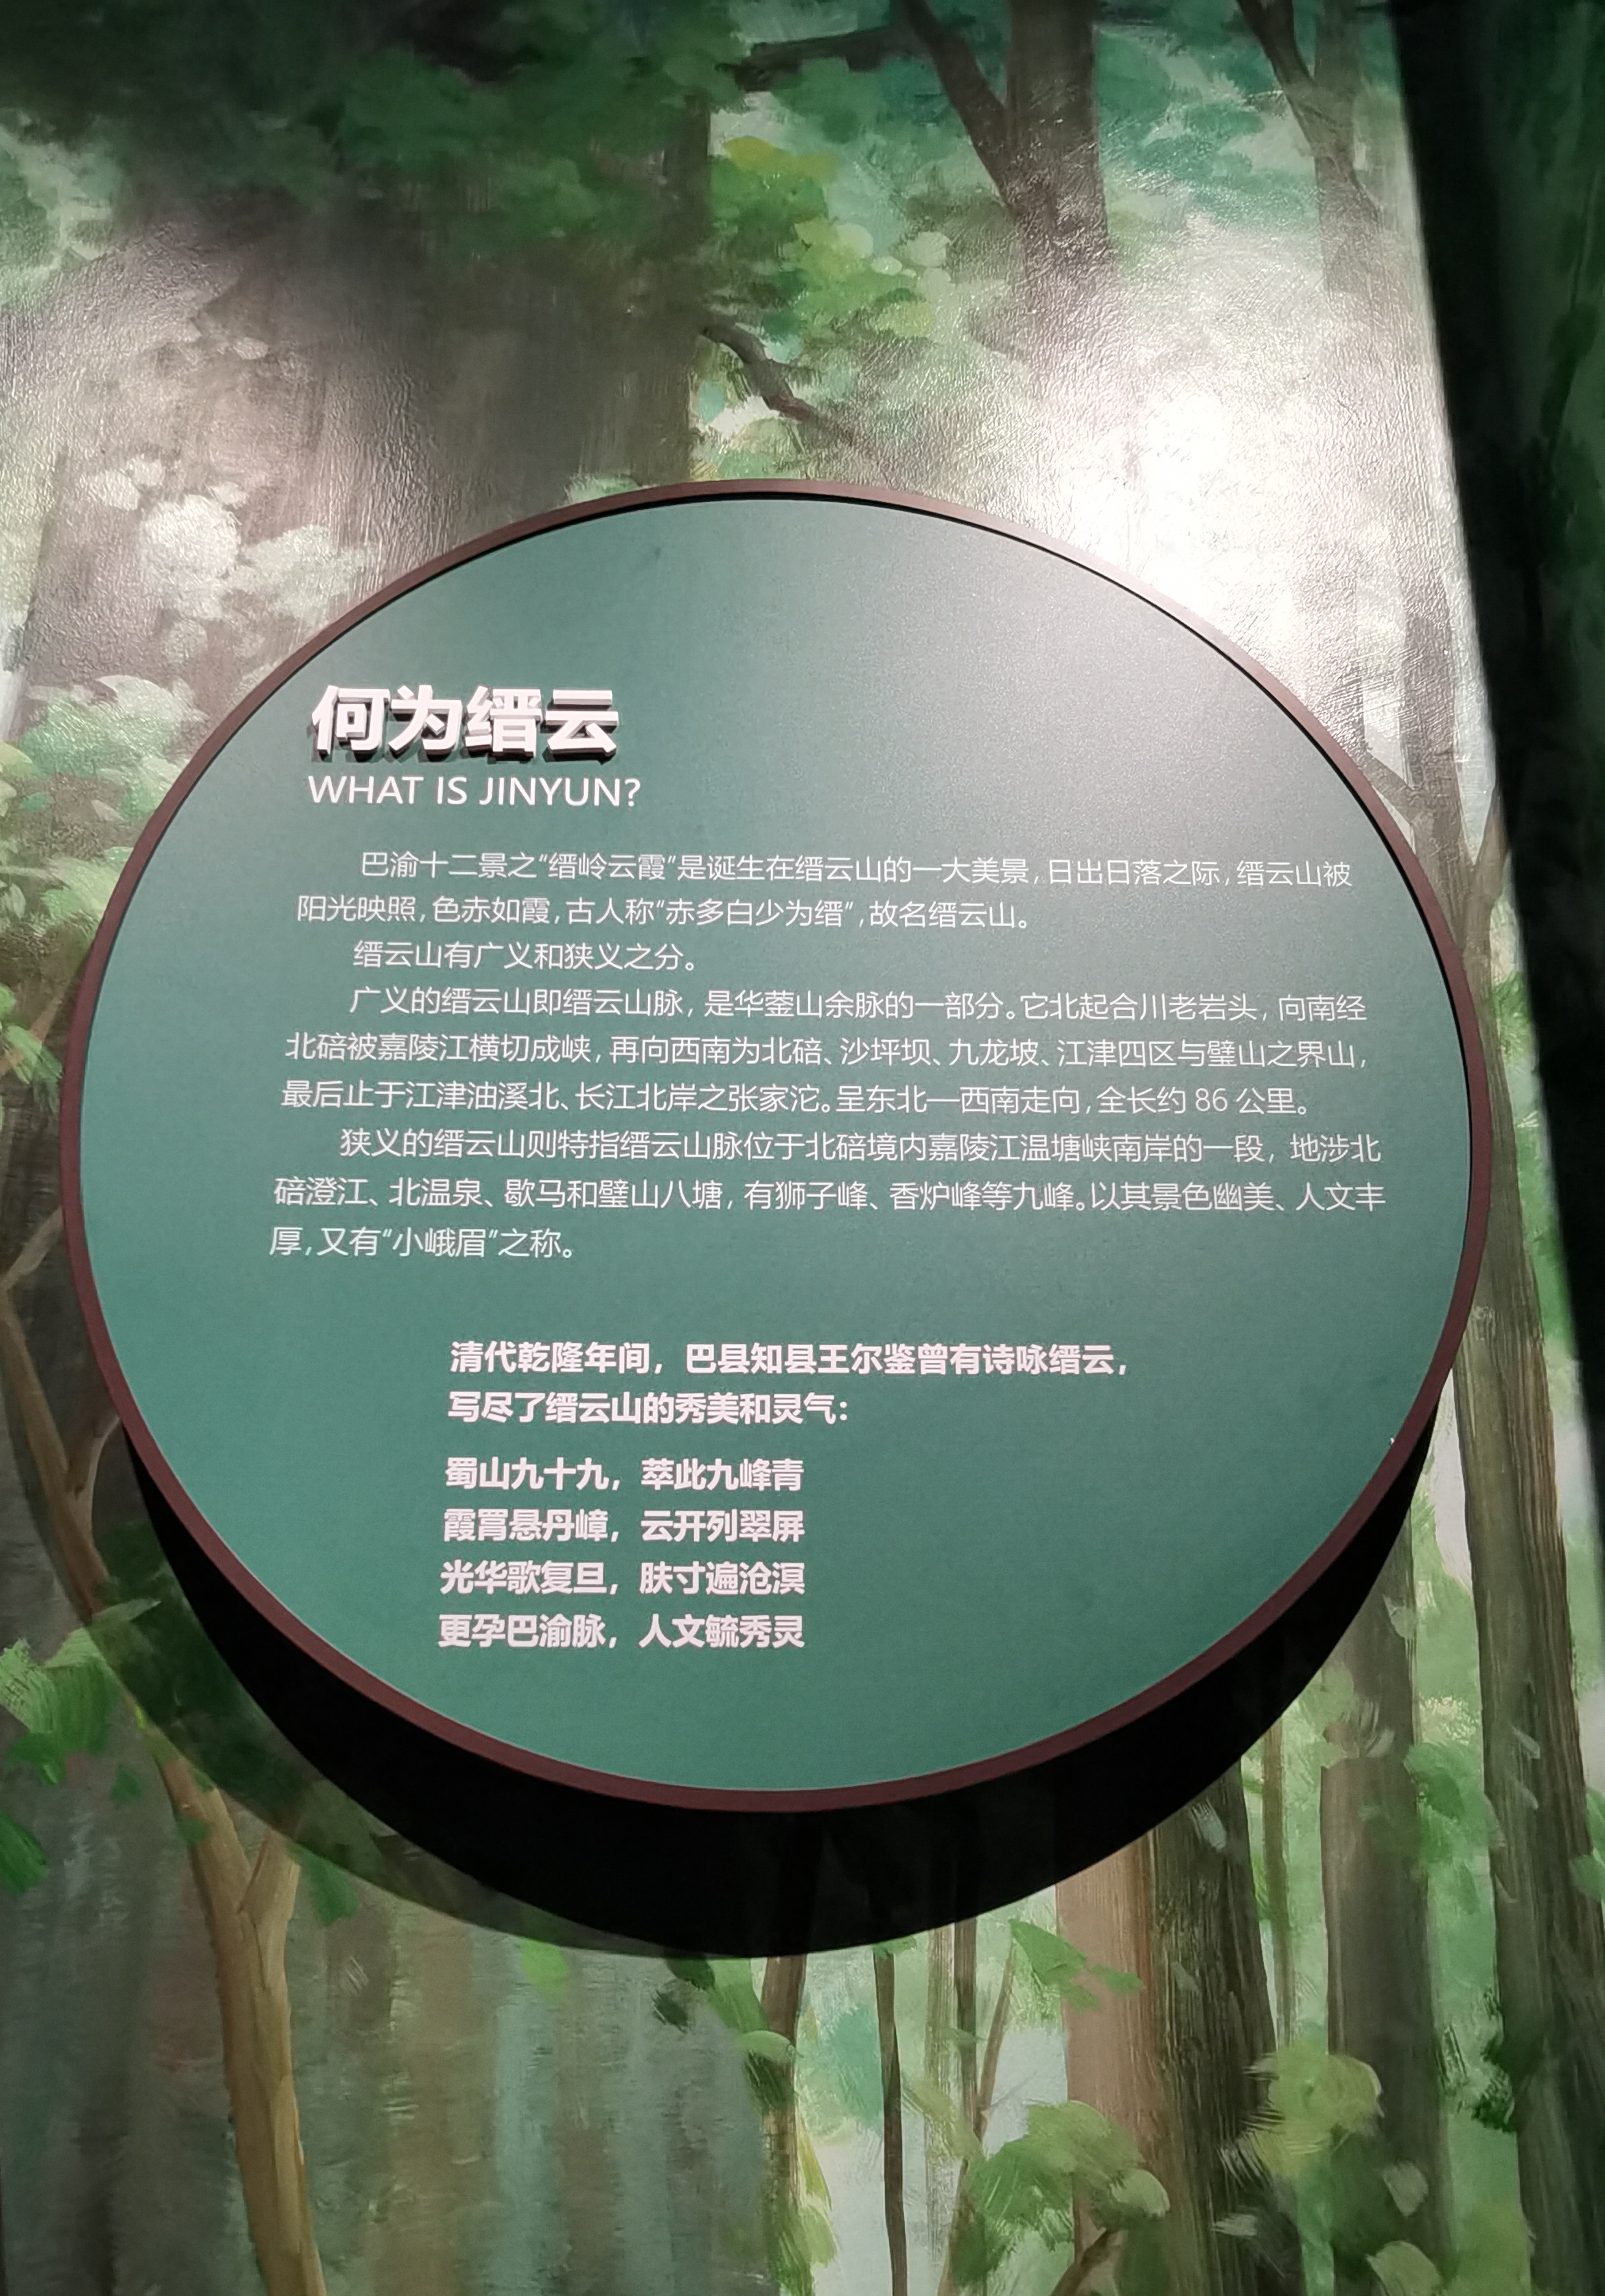 何为缙云
WHAT IS JINYUN?
巴渝十二景之“缙岭云霞”是诞生在缙云山的一大美景，日出日落之际，缙云山被
阳光映照，色赤如霞，古人称“赤多白少为缙”，故名缙云山。
缙云山有广义和狭义之分。
广义的缙云山即缙云山脉，是华蓥山余脉的一部分。它北起合川老岩头，向南经
北碚被嘉陵江横切成峡，再向西南为北碚、沙坪坝、九龙坡、江津四区与璧山之界山，
最后止于江津油溪北、长江北岸之张家沱。呈东北—西南走向，全长约 86 公里。
狭义的缙云山则特指缙云山脉位于北碚境内嘉陵江温塘峡南岸的一段，地涉北
碚澄江、北温泉、歇马和璧山八塘，有狮子峰、香炉峰等九峰。以其景色幽美、人文丰
厚，又有“小峨眉”之称。
清代乾隆年间，巴县知县王尔鉴曾有诗咏缙云，
写尽了缙云山的秀美和灵气：
蜀山九十九，萃此九峰青
霞罥悬丹嶂，云开列翠屏
光华歌复旦，肤寸遍沧溟
更孕巴渝脉，人文毓秀灵